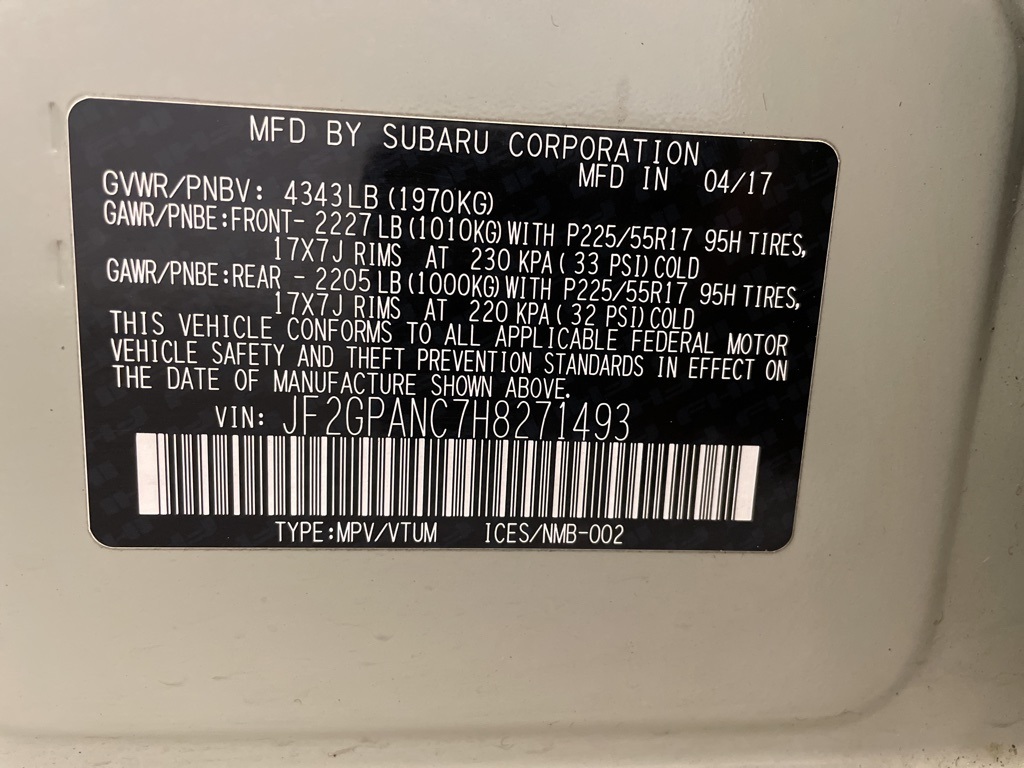 MFD BY SUBARU CORPORATION
MFD IN 04/17
GVWR/PNBV: 4343LB(1970KG)
GAWR/PNBE:FRONT- 2227LB(1010KG)WITH P225/55R17 95H TIRES,
17X7J RIMS AT 230 KPA( 33 PSI)COLD
GAWR/PNBE:REAR - 2205LB(1000KG)WITH P225/55R17 95H TIRES,
17X7J RIMS AT 220 KPA( 32 PSI)COLD
THIS VEHICLE CONFORMS TO ALL APPLICABLE FEDERAL MOTOR
VEHICLE SAFETY AND THEFT PREVENTION STANDARDS IN EFFECT ON
THE DATE OF MANUFACTURE SHOWN ABOVE.
VIN: JF2GPANC7H8271493
TYPE:MPV/VTUM ICES/NMB-002